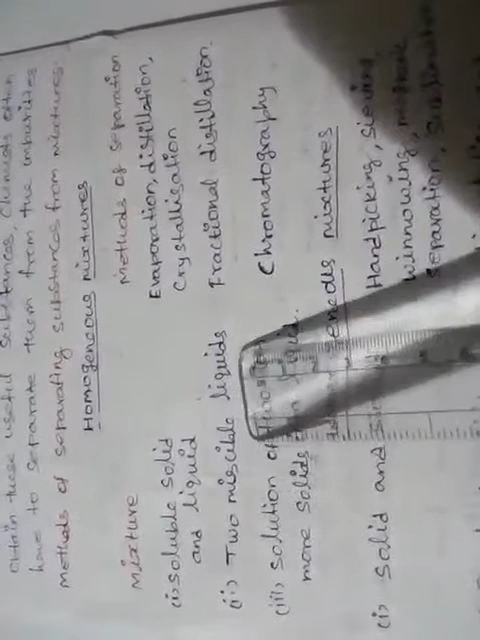 obtain these useful substances, chemists often
have to separate them from the impurities
methods of separating substances from mixtures.
Homogeneous mixtures
Mixture Methods of separation
(i) soluble solid Evaporation, distillation,
and liquid Crystallisation
(ii) Two miscible liquids Fractional distillation.
(iii) solution of Chromatography
more solids
mixtures
(i) solid and Handpicking, sieving
winnowing,
separation,